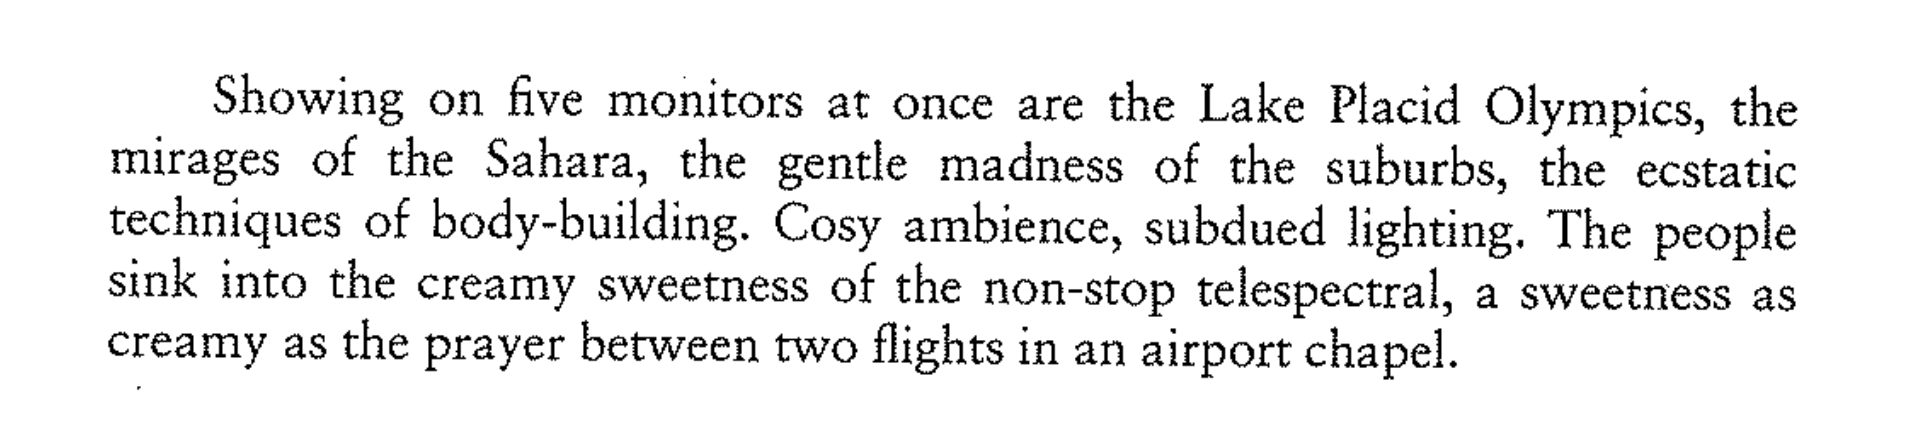 Showing on five monitors at once are the Lake Placid Olympics, the
mirages of the Sahara, the gentle madness of the suburbs, the ecstatic
techniques of body-building. Cosy ambience, subdued lighting. The people
sink into the creamy sweetness of the non-stop telespectral, a sweetness as
creamy as the prayer between two flights in an airport chapel.